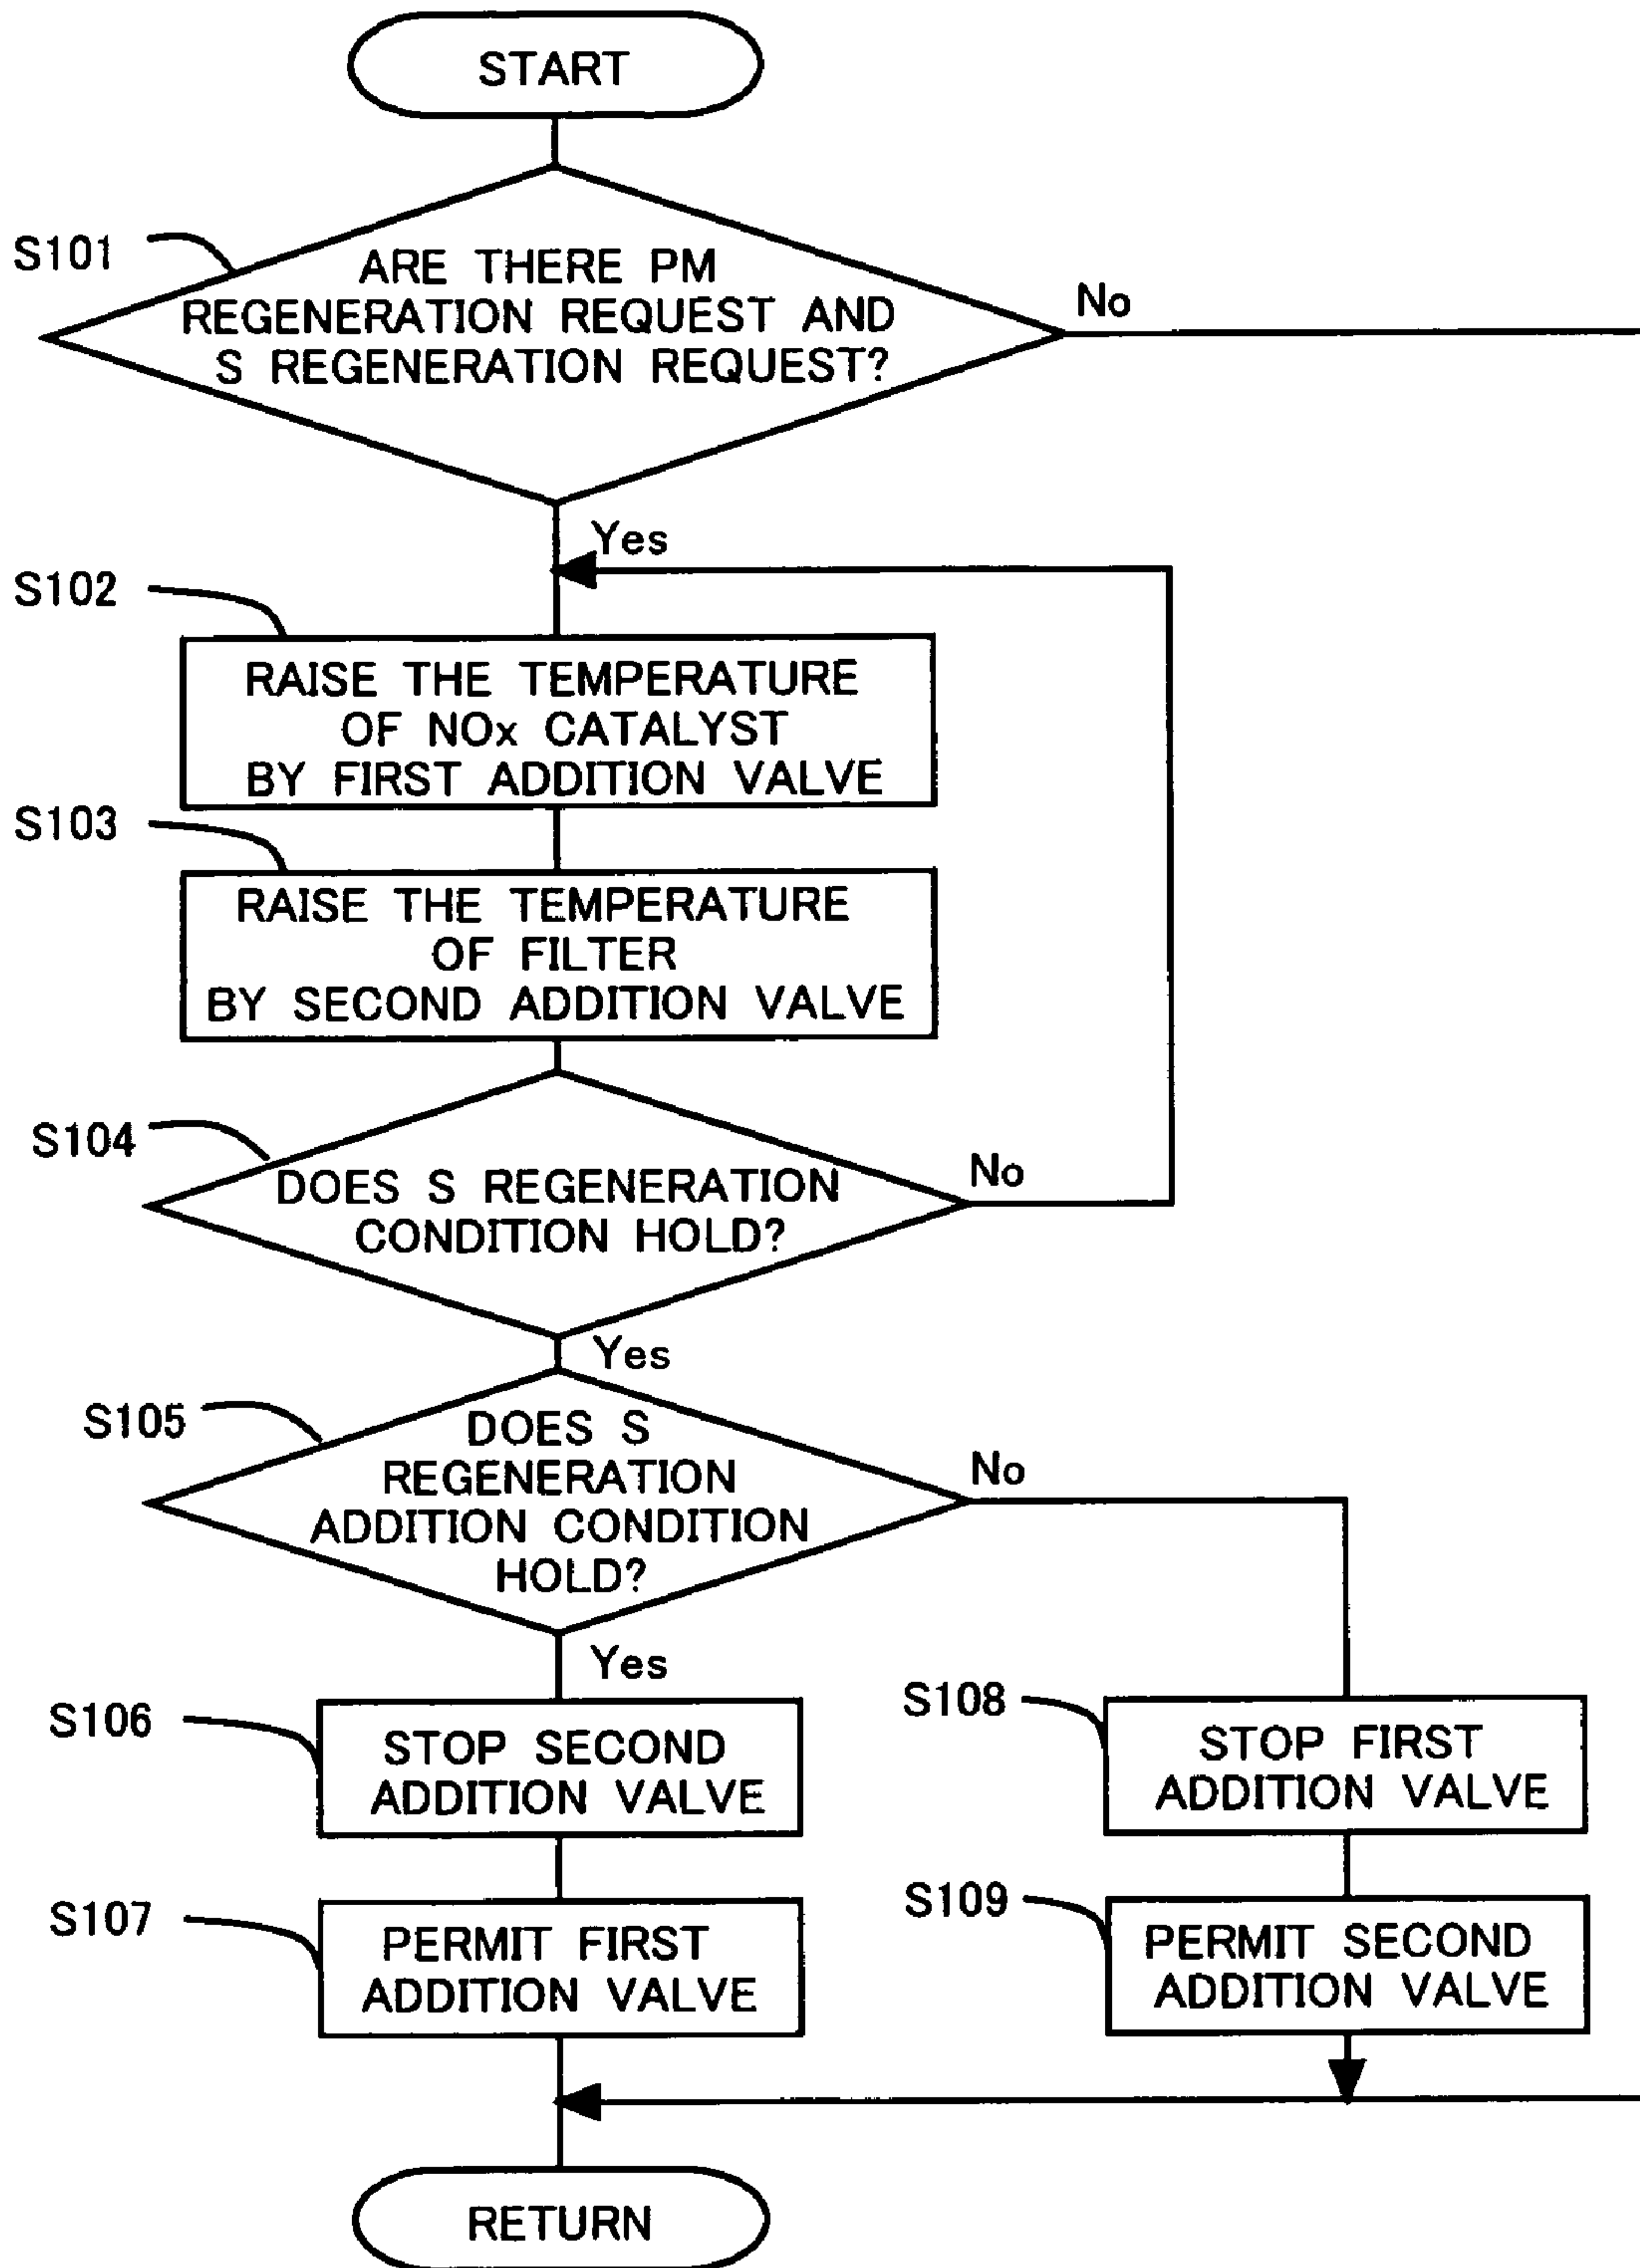 START
S101
ARE THERE PM
REGENERATION REQUEST AND
S REGENERATION REQUEST?
No
Yes
S102
RAISE THE TEMPERATURE
OF NOx CATALYST
BY FIRST ADDITION VALVE
S103
RAISE THE TEMPERATURE
OF FILTER
BY SECOND ADDITION VALVE
S104
DOES S REGENERATION
CONDITION HOLD?
No
Yes
S105
DOES S
REGENERATION
ADDITION CONDITION
HOLD?
No
Yes
S106
STOP SECOND
ADDITION VALVE
S108
STOP FIRST
ADDITION VALVE
S107
PERMIT FIRST
ADDITION VALVE
S109
PERMIT SECOND
ADDITION VALVE
RETURN